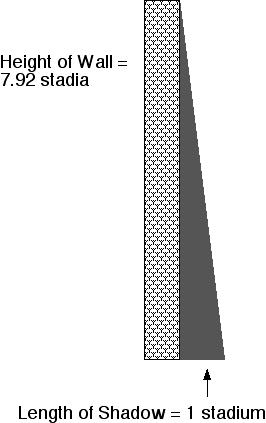 Height of Wall =
7.92 stadia
Length of Shadow = 1 stadium